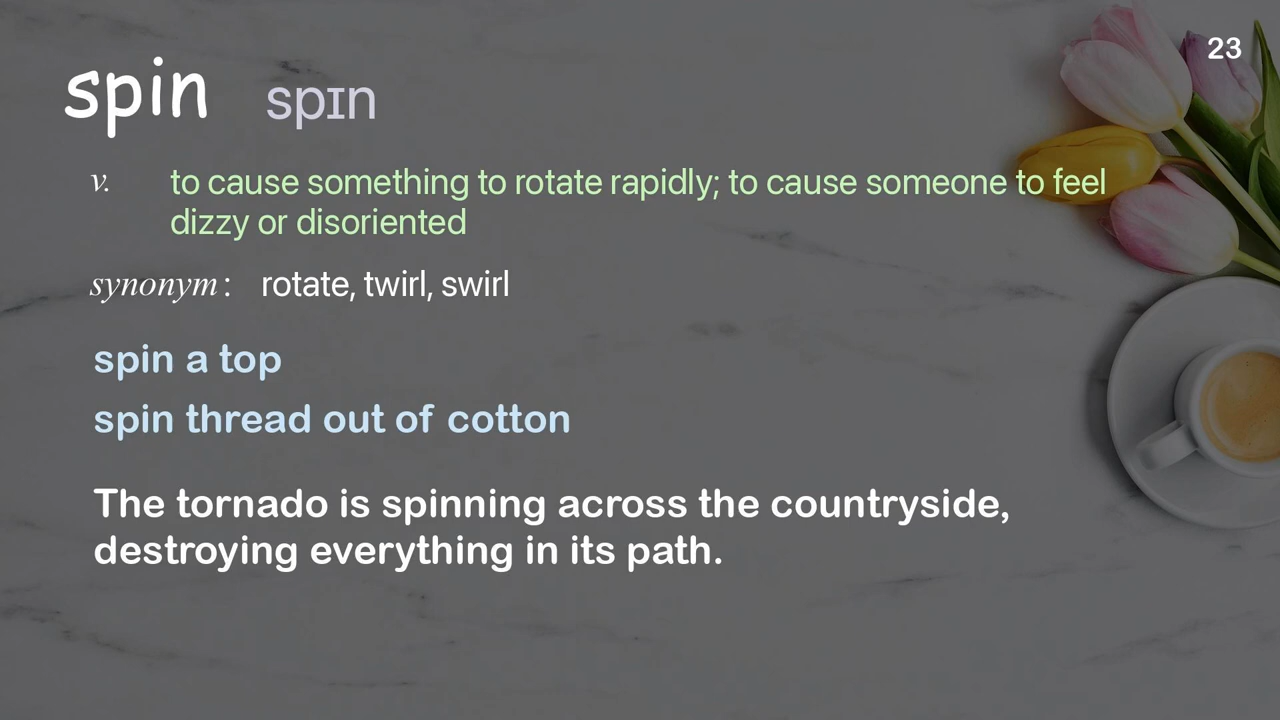 23
spin spɪn
v. to cause something to rotate rapidly; to cause someone to feel
dizzy or disoriented
synonym : rotate, twirl, swirl
spin a top
spin thread out of cotton
The tornado is spinning across the countryside,
destroying everything in its path.